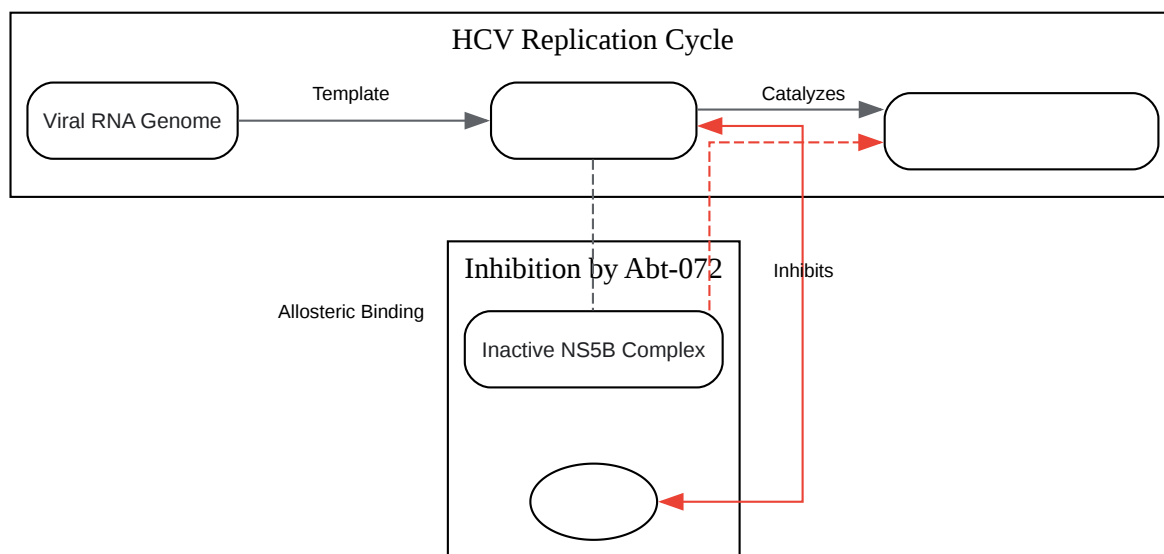 HCV Replication Cycle
Template
Catalyzes
Viral RNA Genome
Inhibition by Abt-072
Inhibits
Allosteric Binding
Inactive NS5B Complex